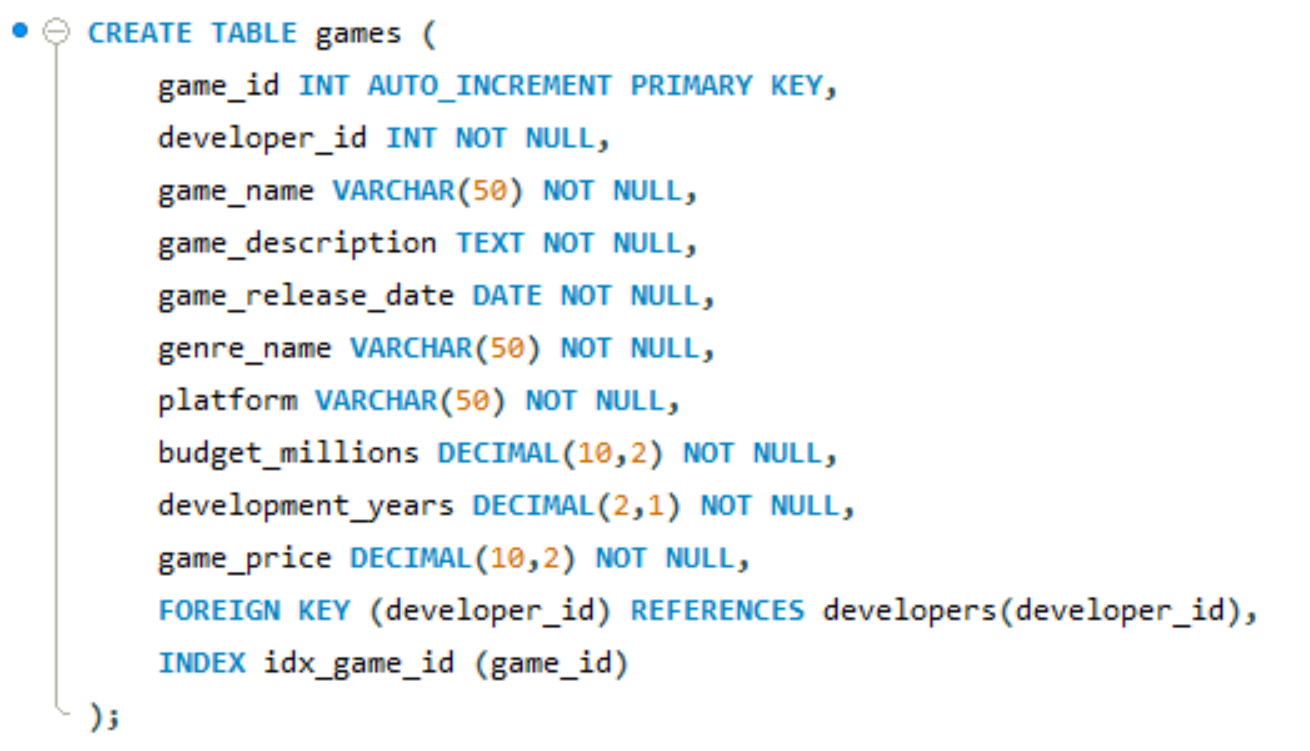 CREATE TABLE games (
game_id INT AUTO_INCREMENT PRIMARY KEY,
developer_id INT NOT NULL,
game_name VARCHAR(50) NOT NULL,
game_description TEXT NOT NULL,
game_release_date DATE NOT NULL,
genre_name VARCHAR(50) NOT NULL,
platform VARCHAR(50) NOT NULL,
budget_millions DECIMAL(10,2) NOT NULL,
development_years DECIMAL(2,1) NOT NULL,
game_price DECIMAL(10,2) NOT NULL,
FOREIGN KEY (developer_id) REFERENCES developers(developer_id),
INDEX idx_game_id (game_id)
);